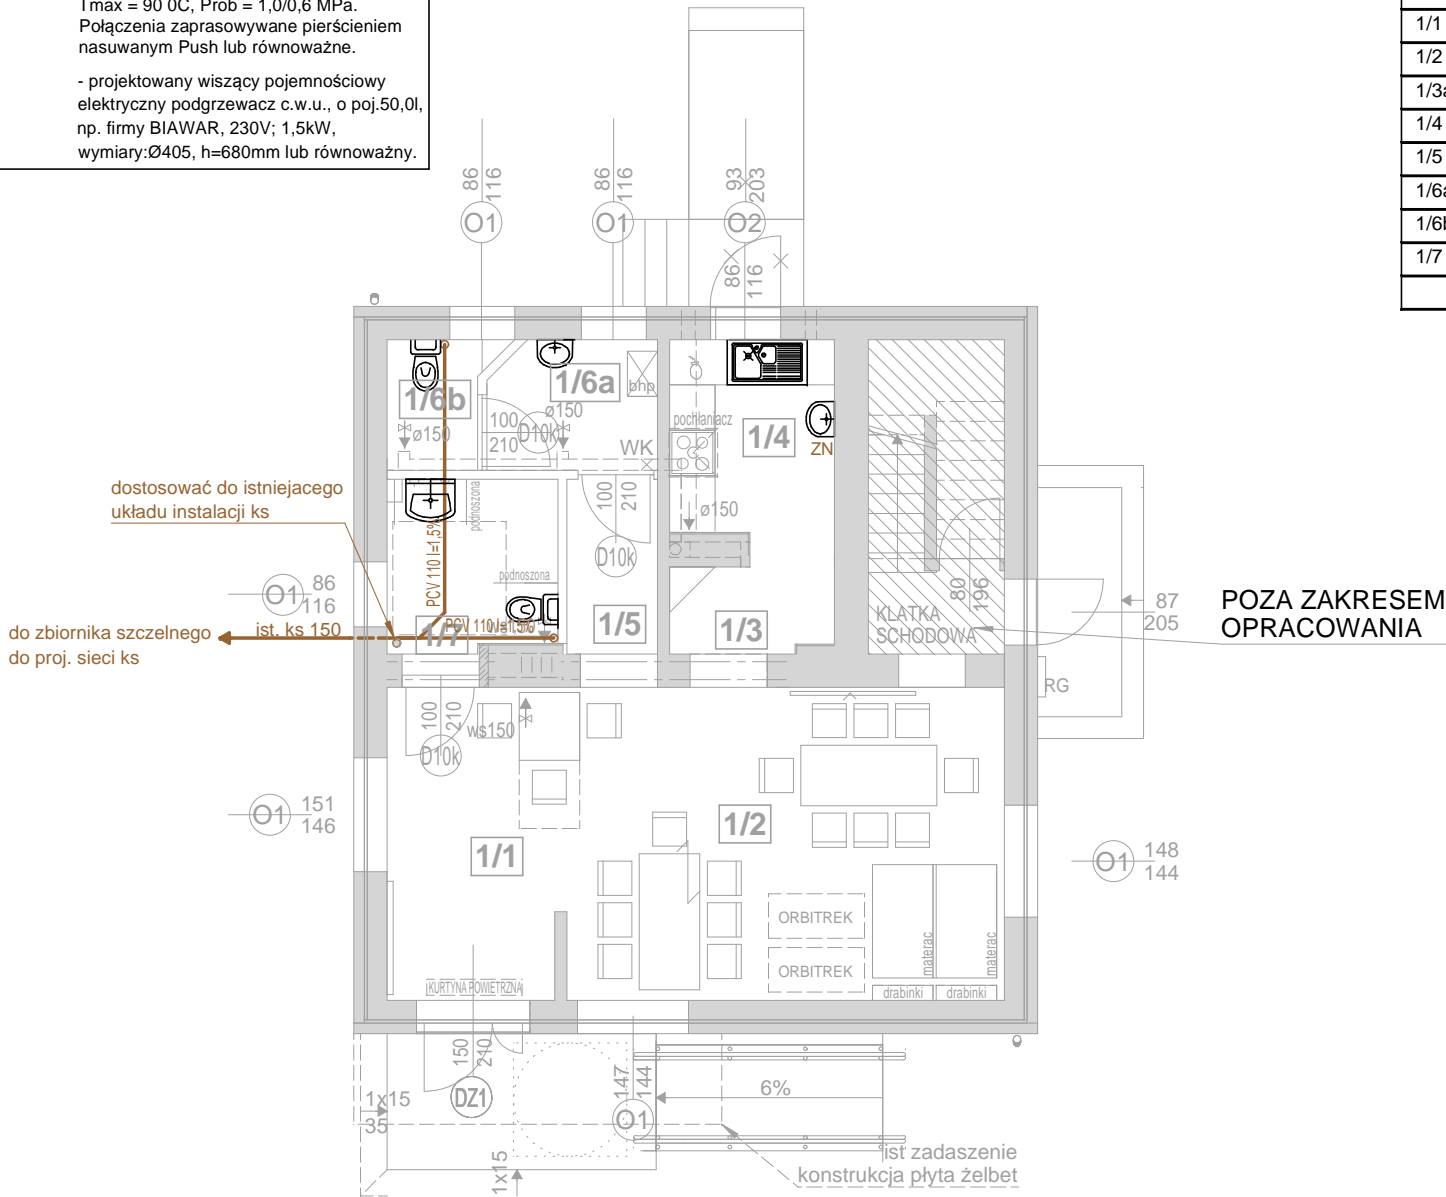 Tmax = 90 0C, Prob = 1,0/0,6 MPa.
Połączenia zaprasowywane pierścieniem
nasuwanym Push lub równoważne.
- projektowany wiszący pojemnościowy
elektryczny podgrzewacz c.w.u., o poj.50,0l,
np. firmy BIAWAR, 230V; 1,5kW,
wymiary:Ø405, h=680mm lub równoważny.
1/1
1/2
1/3a
1/4
1/5
1/6a
1/6b
1/7
86
116
O1
86
116
O1
93
203
O2
86
116
1/6b
1/6a
bhp
ø150
ø150
100
210
D10k
WK
pochłaniacz
1/4
ZN
ø150
dostosować do istniejacego
układu instalacji ks
podnoszona
PCV 110 I=1,5%
podnoszona
PCV 110 I=1,5%
100
210
D10k
O1
86
116
ist. ks 150
do zbiornika szczelnego
do proj. sieci ks
1/7
1/5
1/3
KLATKA
SCHODOWA
80
196
87
205
POZA ZAKRESEM
OPRACOWANIA
RG
100
210
D10k
ws150
O1
151
146
1/1
1/2
O1
148
144
ORBITREK
ORBITREK
materac
materac
drabinki
drabinki
KURTYNA POWIETRZNA
150
210
DZ1
147
144
O1
6%
1x15
35
1x15
ist zadaszenie
konstrukcja płyta żelbet